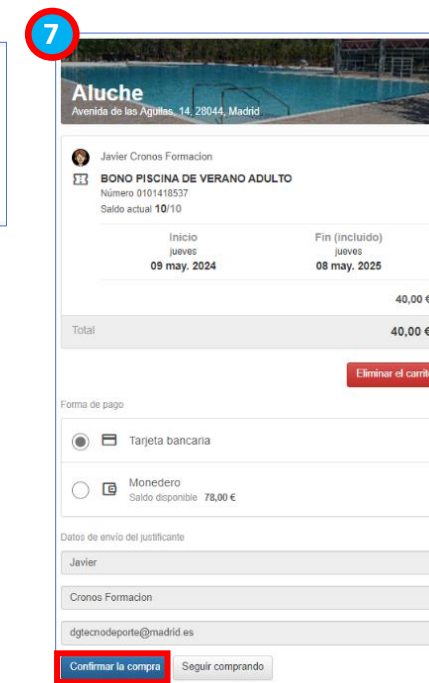 7
Aluche
Avenida de las Aguilas, 14, 28044, Madrid
Javier Cronos Formacion
BONO PISCINA DE VERANO ADULTO
Número 0101418537
Saldo actual 10/10
Inicio
jueves
09 may. 2024
Fin (incluido)
jueves
08 may. 2025
40,00 €
Total 40,00 €
Eliminar el carrito
Forma de pago
Tarjeta bancaria
Monedero
Saldo disponible 78,00 €
Datos de envío del justificante
Javier
Cronos Formacion
dgtecnodeporte@madrid.es
Confirmar la compra Seguir comprando